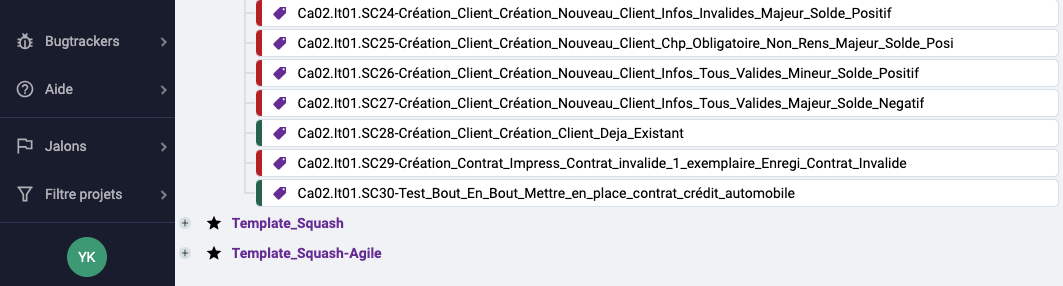 Ca02.It01.SC24-Création_Client_Création_Nouveau_Client_Infos_Invalides_Majeur_Solde_Positif
Bugtrackers
Ca02.It01.SC25-Création_Client_Création_Nouveau_Client_Chp_Obligatoire_Non_Rens_Majeur_Solde_Posi
Ca02.It01.SC26-Création_Client_Création_Nouveau_Client_Infos_Tous_Valides_Mineur_Solde_Positif
Aide
Ca02.It01.SC27-Création_Client_Création_Nouveau_Client_Infos_Tous_Valides_Majeur_Solde_Negatif
Ca02.It01.SC28-Création_Client_Création_Client_Deja_Existant
Jalons
Ca02.It01.SC29-Création_Contrat_Impress_Contrat_invalide_1_exemplaire_Enregi_Contrat_Invalide
Filtre projets
Ca02.It01.SC30-Test_Bout_En_Bout_Mettre_en_place_contrat_crédit_automobile
Template_Squash
YK
Template_Squash-Agile